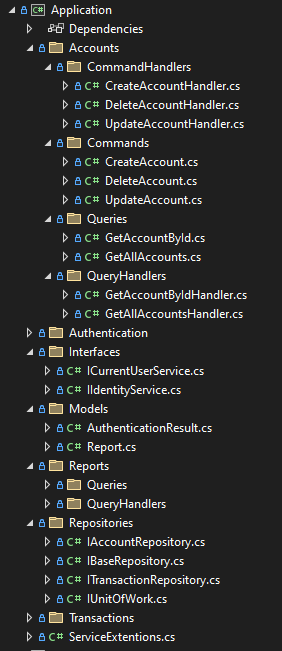 C# Application
Dependencies
Accounts
CommandHandlers
C# CreateAccountHandler.cs
C# DeleteAccountHandler.cs
C# UpdateAccountHandler.cs
Commands
C# CreateAccount.cs
C# DeleteAccount.cs
C# UpdateAccount.cs
Queries
C# GetAccountById.cs
C# GetAllAccounts.cs
QueryHandlers
C# GetAccountByIdHandler.cs
C# GetAllAccountsHandler.cs
Authentication
Interfaces
C# ICurrentUserService.cs
C# IIdentityService.cs
Models
C# AuthenticationResult.cs
C# Report.cs
Reports
Queries
QueryHandlers
Repositories
C# IAccountRepository.cs
C# IBaseRepository.cs
C# ITransactionRepository.cs
C# IUnitOfWork.cs
Transactions
C# ServiceExtentions.cs